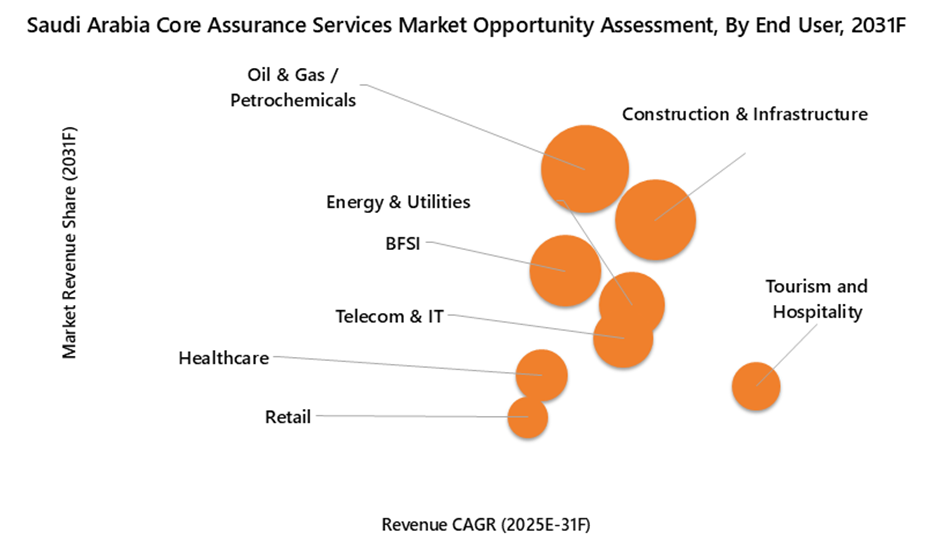 Saudi Arabia Core Assurance Services Market Opportunity Assessment, By End User, 2031F
Oil & Gas /
Petrochemicals
Construction & Infrastructure
Market Revenue Share (2031F)
Energy & Utilities
BFSI
Tourism and
Hospitality
Telecom & IT
Healthcare
Retail
Revenue CAGR (2025E-31F)